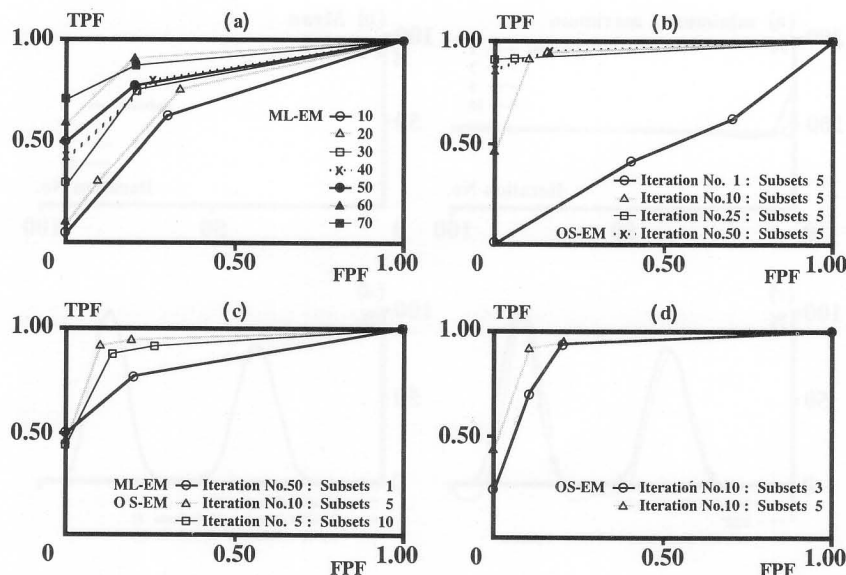 TPF (a)
1.00
0.50
0
0.50
1.00
FPF
ML-EM 10
20
30
40
50
60
70
TPF (b)
1.00
0.50
0
0.50
1.00
FPF
Iteration No. 1 : Subsets 5
Iteration No.10 : Subsets 5
Iteration No.25 : Subsets 5
OS-EM Iteration No.50 : Subsets 5
TPF (c)
1.00
0.50
0
0.50
1.00
FPF
ML-EM Iteration No.50 : Subsets 1
O S-EM Iteration No.10 : Subsets 5
Iteration No. 5 : Subsets 10
TPF (d)
1.00
0.50
0
0.50
1.00
FPF
OS-EM Iteration No.10 : Subsets 3
Iteration No.10 : Subsets 5